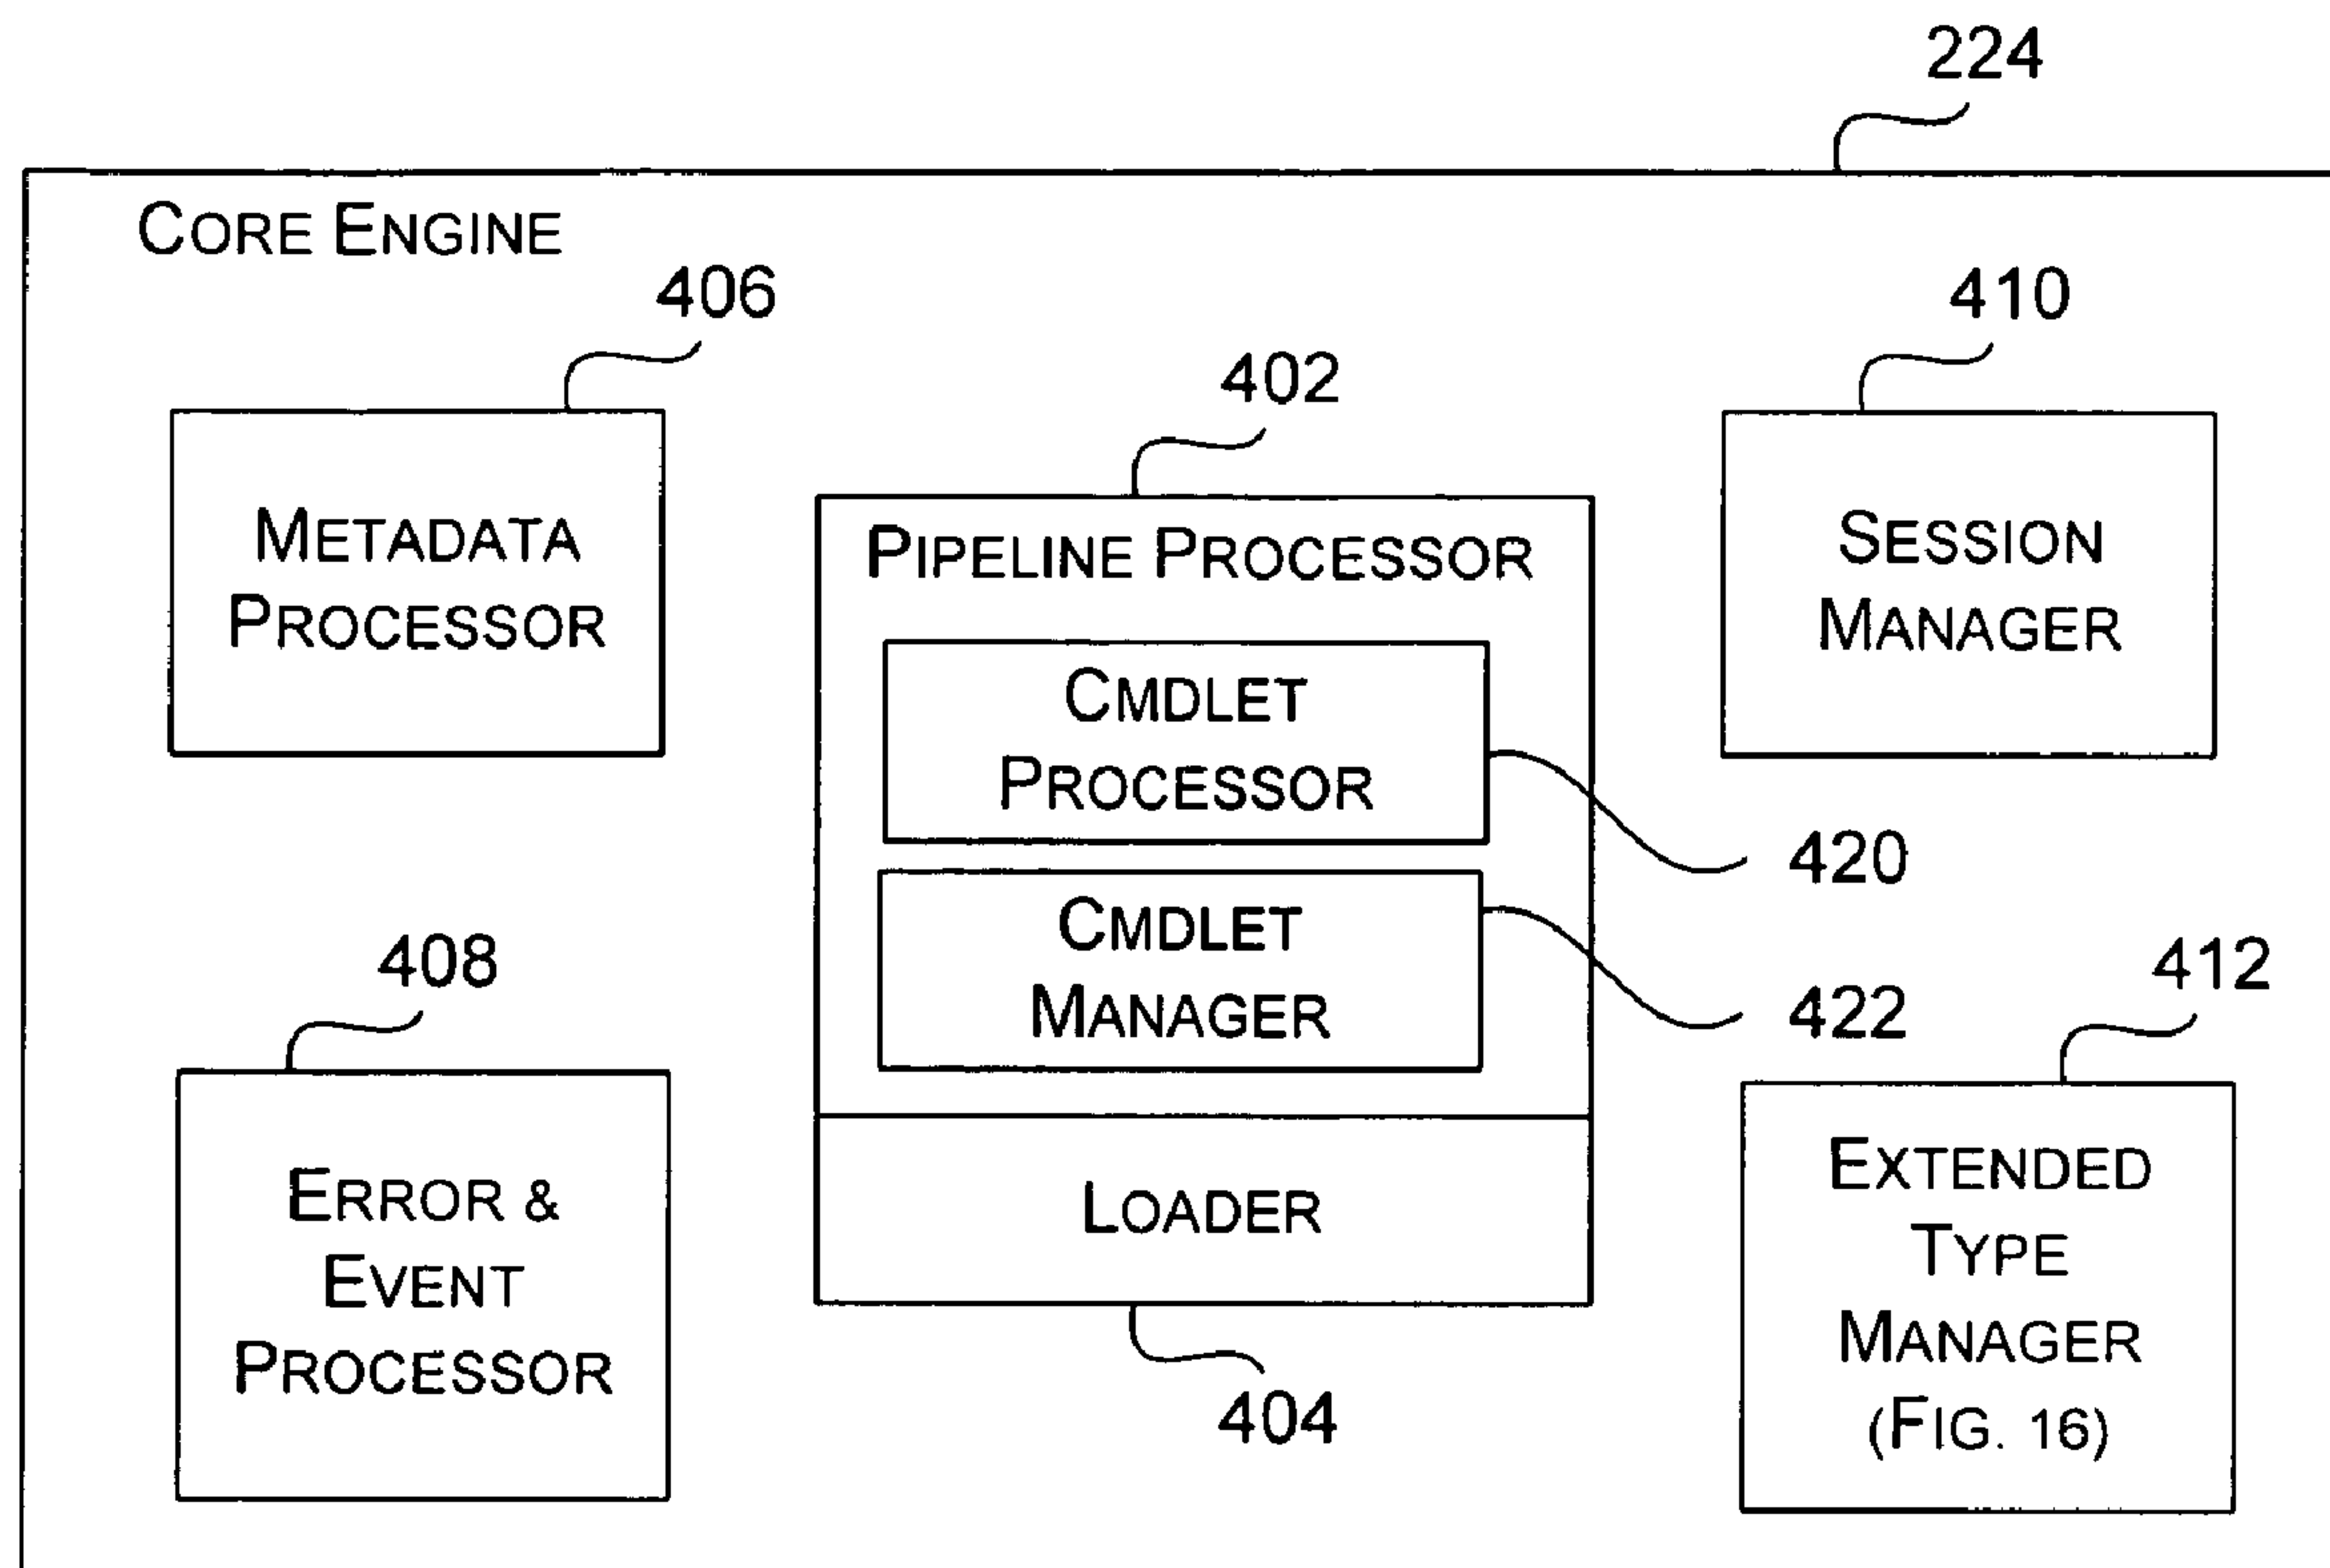 224
CORE ENGINE
406
410
402
METADATA
PROCESSOR
PIPELINE PROCESSOR
SESSION
MANAGER
CMDLET
PROCESSOR
420
CMDLET
MANAGER
422
408
412
ERROR &
EVENT
PROCESSOR
LOADER
EXTENDED
TYPE
MANAGER
(FIG. 16)
404